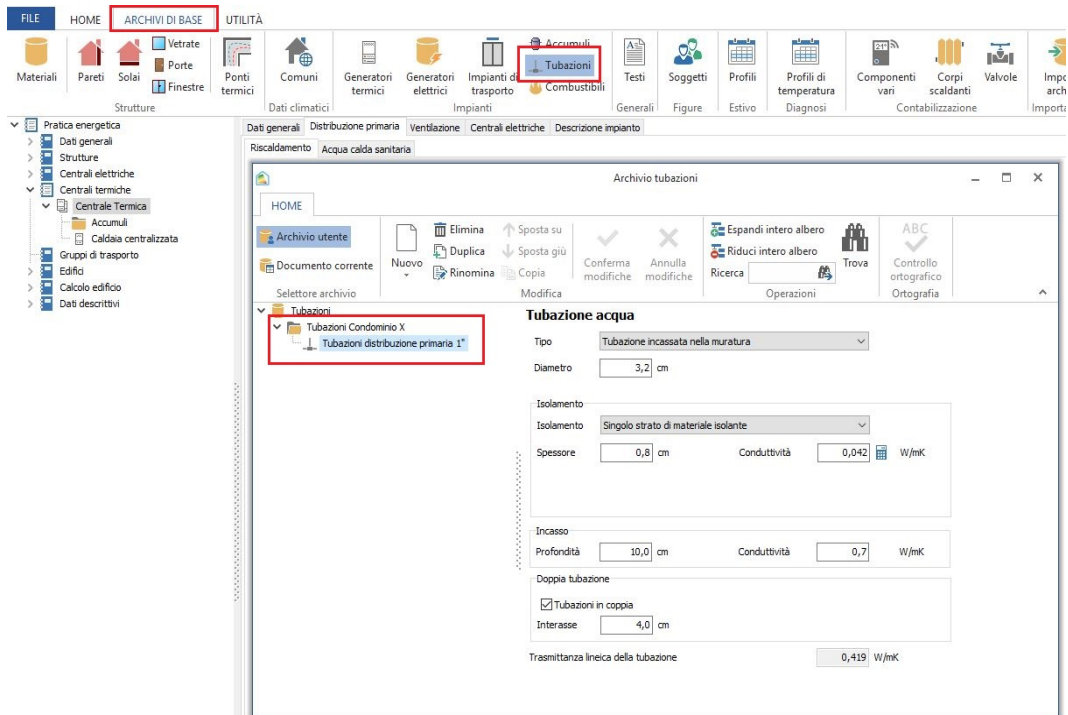 FILE HOME ARCHIVI DI BASE UTILITÀ
Materiali
Pareti
Solai
Vetrate
Porte
Finestre
Ponti termici
Comuni
Generatori termici
Generatori elettrici
Impianti di trasporto
Accumuli
Tubazioni
Combustibili
Testi
Soggetti
Profili
Profili di temperatura
Componenti vari
Corpi scaldanti
Valvole
Strutture Dati climatici Impianti Generali Figure Estivo Diagnosi Contabilizzazione
Pratica energetica
Dati generali
Strutture
Centrali elettriche
Centrali termiche
Centrale Termica
Accumuli
Caldaia centralizzata
Gruppi di trasporto
Edifici
Calcolo edificio
Dati descrittivi
Dati generali Distribuzione primaria Ventilazione Centrali elettriche Descrizione impianto
Riscaldamento Acqua calda sanitaria
Archivio tubazioni
HOME
Archivio utente
Documento corrente
Nuovo
Elimina
Duplica
Rinomina
Sposta su
Sposta giù
Copia
Conferma modifiche
Annulla modifiche
Espandi intero albero
Riduci intero albero
Ricerca
Trova
ABC
Controllo ortografico
Selettore archivio Modifica Operazioni Ortografia
Tubazioni
Tubazioni Condominio X
Tubazioni distribuzione primaria 1"
Tubazione acqua
Tipo Tubazione incassata nella muratura
Diametro 3,2 cm
Isolamento
Isolamento Singolo strato di materiale isolante
Spessore 0,8 cm Conduttività 0,042 W/mK
Incasso
Profondità 10,0 cm Conduttività 0,7 W/mK
Doppia tubazione
Tubazioni in coppia
Interasse 4,0 cm
Trasmittanza lineica della tubazione 0,419 W/mK